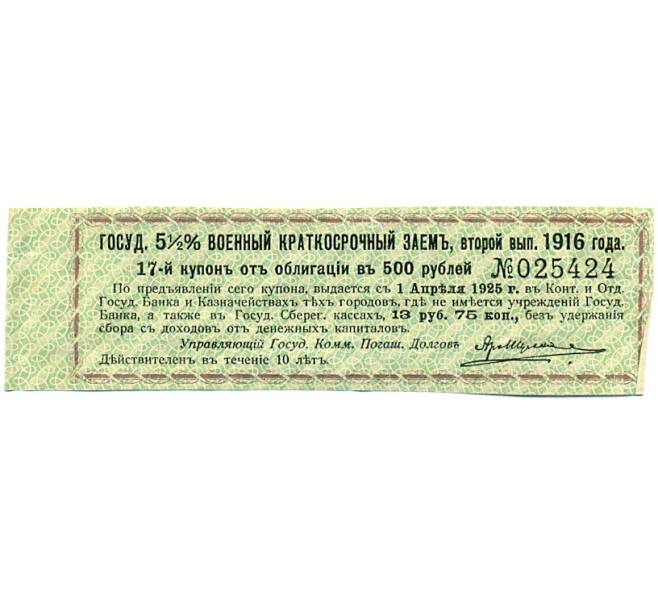 ГОСУД. 5½% ВОЕННЫЙ КРАТКОСРОЧНЫЙ ЗАЕМЪ, второй вып. 1916 года.
17-й купонъ отъ облигаціи въ 500 рублей №025424
По предъявленіи сего купона, выдается съ 1 Апрѣля 1925 г. въ Конт. и Отд.
Госуд. Банка и Казначействахъ тѣхъ городовъ, гдѣ не имѣется учрежденій Госуд.
Банка, а также въ Госуд. Сберег. кассахъ, 13 руб. 75 коп., безъ удержанія
сбора съ доходовъ отъ денежныхъ капиталовъ.
Управляющій Госуд. Комм. Погаш. Долговъ
Дѣйствителенъ въ теченіе 10 лѣтъ.